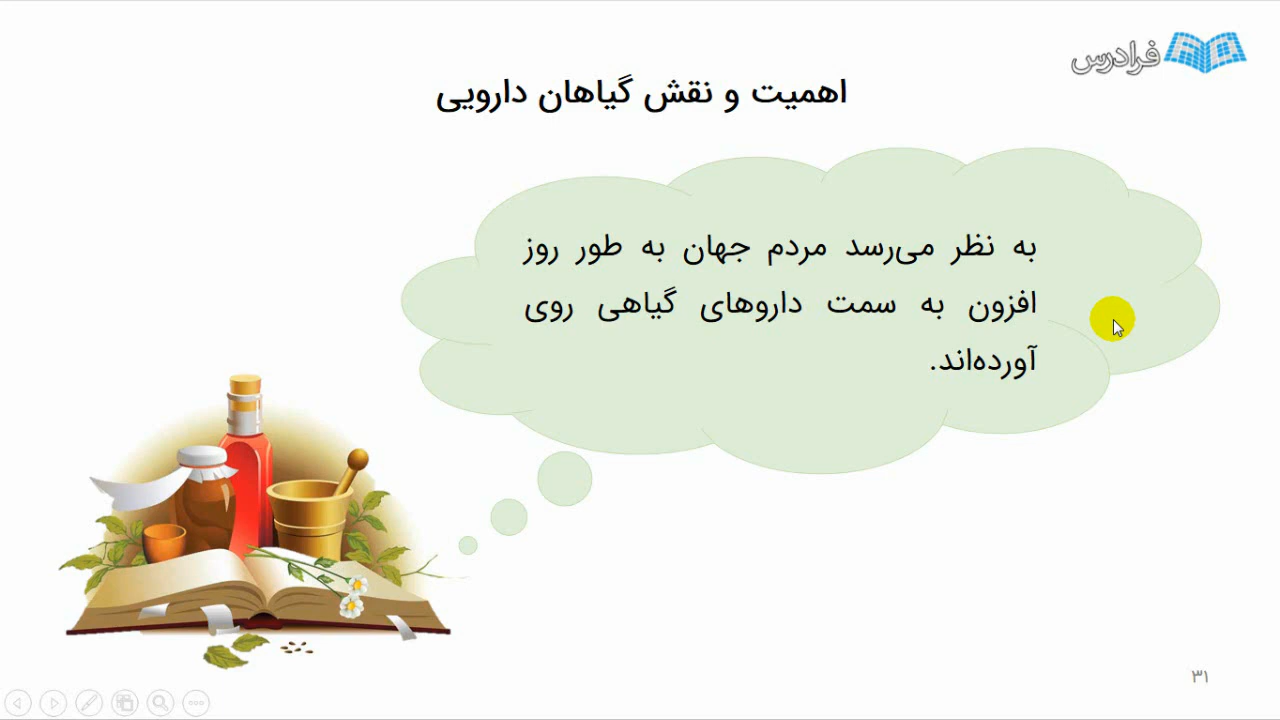 فرادرس
اهمیت و نقش گیاهان دارویی
به نظر می‌رسد مردم جهان به طور روز
افزون به سمت داروهای گیاهی روی
آورده‌اند.
۳۱